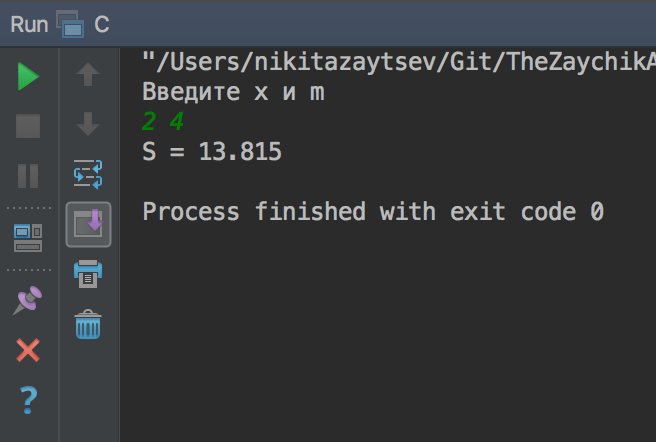 Run C
"/Users/nikitazaytsev/Git/TheZaychikA
Введите x и m
2 4
S = 13.815
Process finished with exit code 0
?